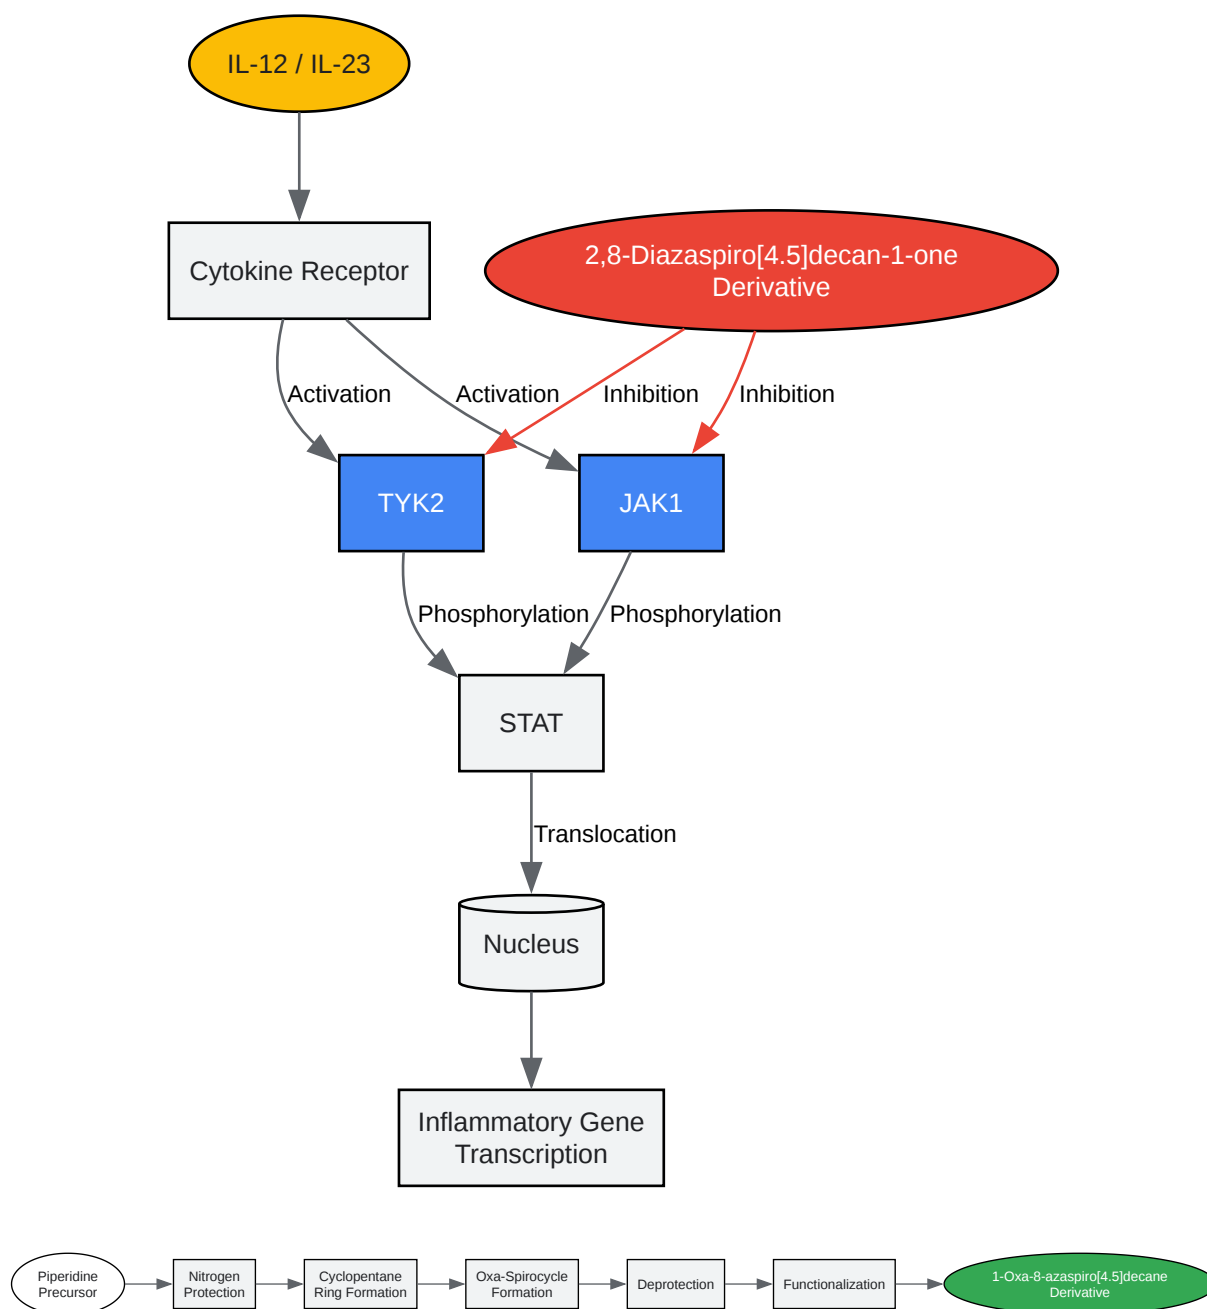 IL-12 / IL-23
Cytokine Receptor
2,8-Diazaspiro[4.5]decan-1-one
Derivative
Activation
Activation
Inhibition
Inhibition
TYK2
JAK1
Phosphorylation
Phosphorylation
STAT
Translocation
Nucleus
Inflammatory Gene
Transcription
Piperidine
Precursor
Nitrogen
Protection
Cyclopentane
Ring Formation
Oxa-Spirocycle
Formation
Deprotection
Functionalization
1-Oxa-8-azaspiro[4.5]decane
Derivative